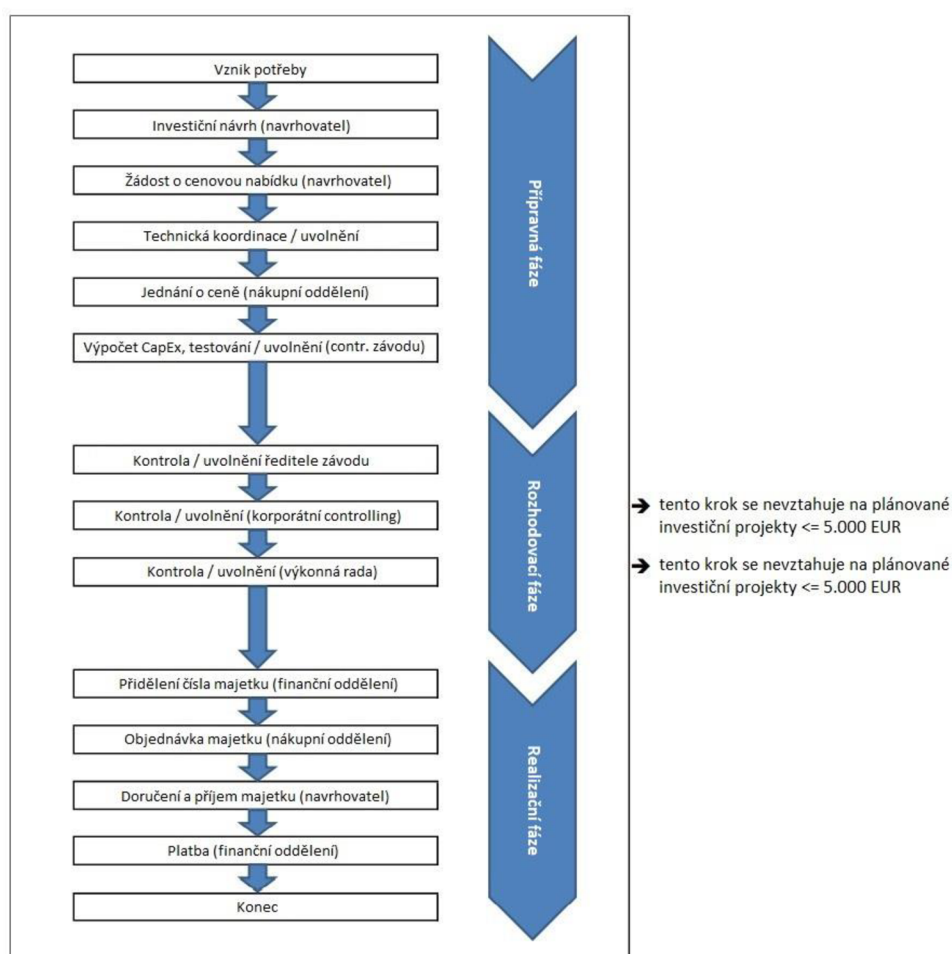 Vznik potřeby
Investiční návrh (navrhovatel)
Žádost o cenovou nabídku (navrhovatel)
Technická koordinace / uvolnění
Jednání o ceně (nákupní oddělení)
Výpočet CapEx, testování / uvolnění (contr. závodu)
Přípravná fáze
Kontrola / uvolnění ředitele závodu
Kontrola / uvolnění (korporátní controlling)
Kontrola / uvolnění (výkonná rada)
Rozhodovací fáze
➔ tento krok se nevztahuje na plánované
investiční projekty <= 5.000 EUR
➔ tento krok se nevztahuje na plánované
investiční projekty <= 5.000 EUR
Přidělení čísla majetku (finanční oddělení)
Objednávka majetku (nákupní oddělení)
Doručení a příjem majetku (navrhovatel)
Platba (finanční oddělení)
Konec
Realizační fáze